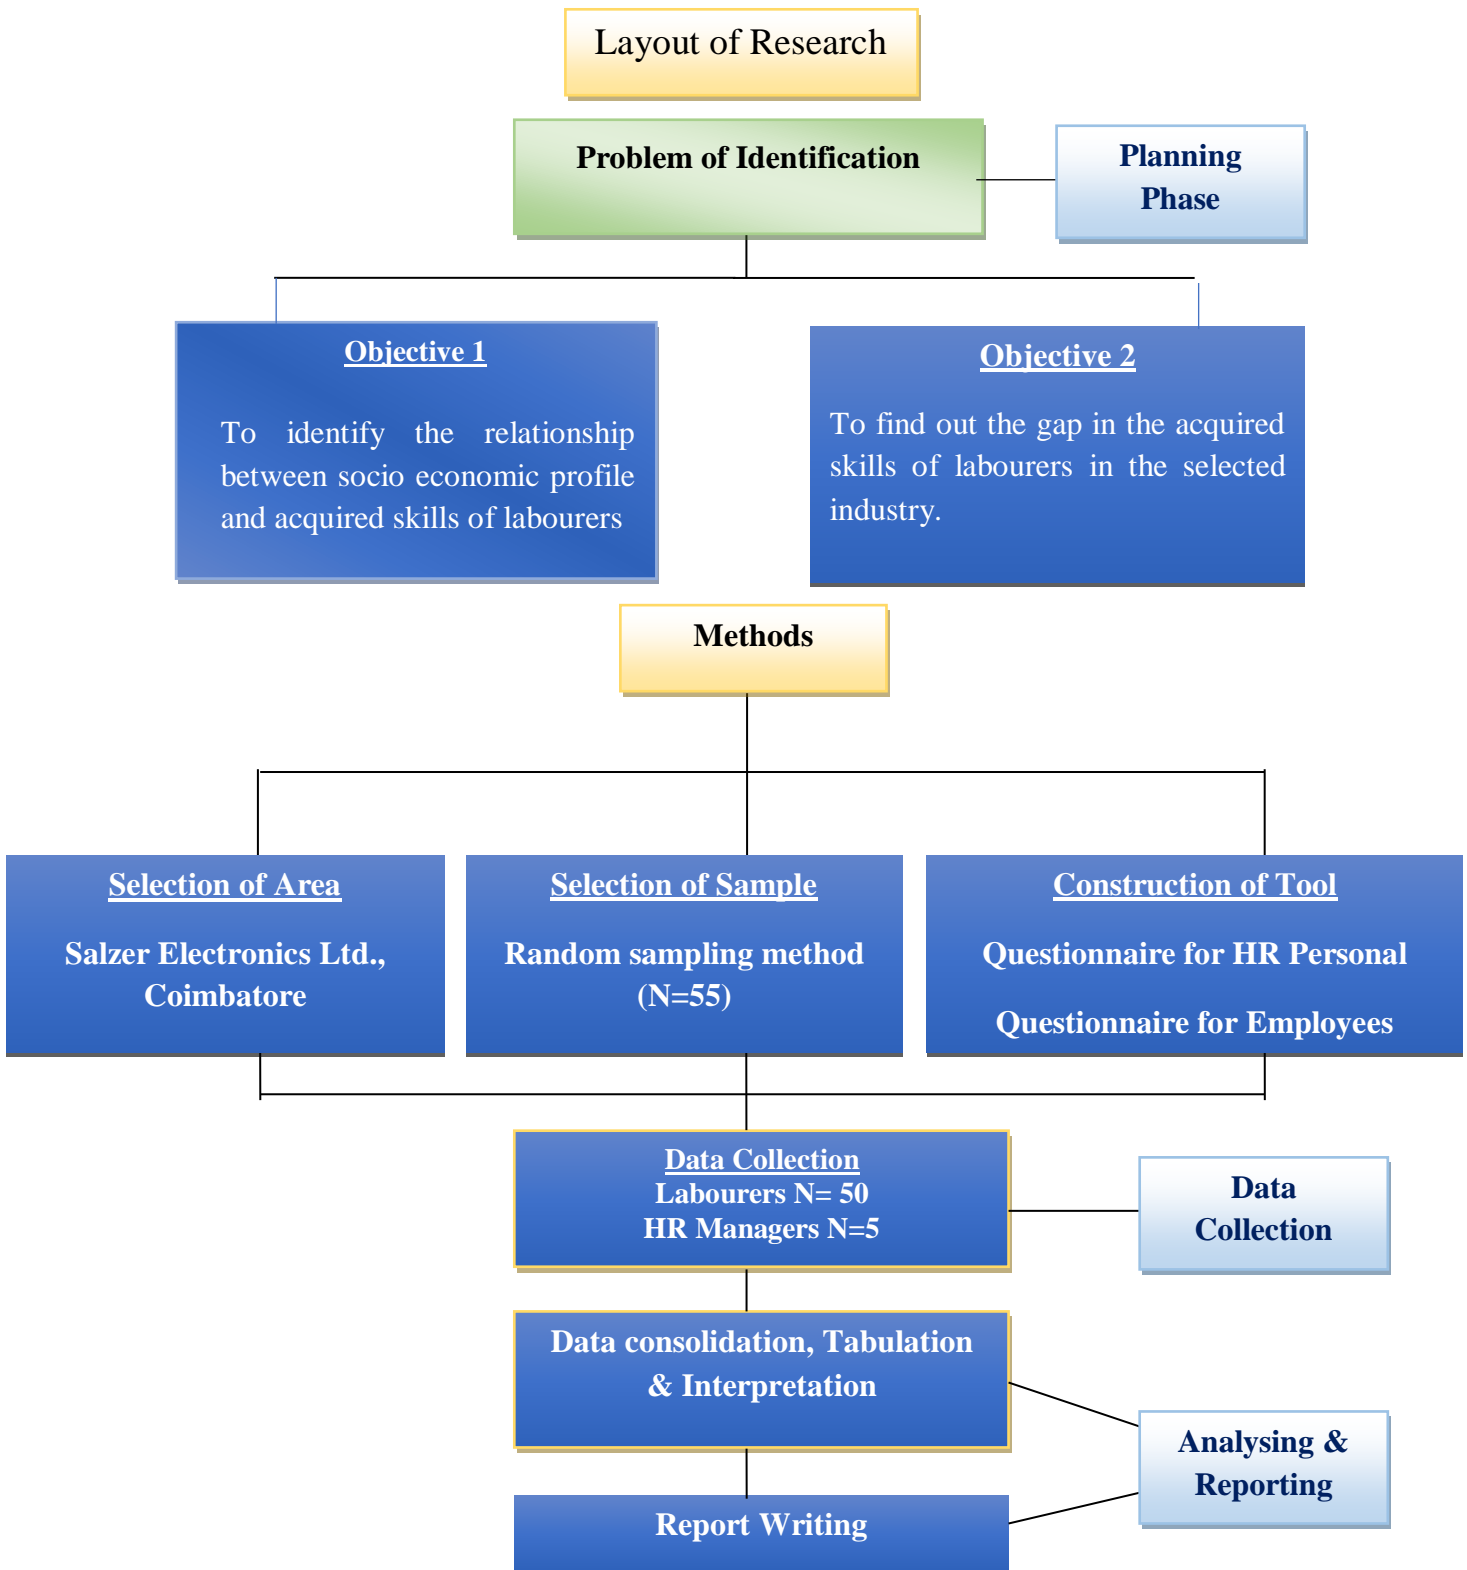 Layout of Research
Problem of Identification
Planning
Phase
Objective 1
To identify the relationship
between socio economic profile
and acquired skills of labourers
Objective 2
To find out the gap in the acquired
skills of labourers in the selected
industry.
Methods
Selection of Area
Salzer Electronics Ltd.,
Coimbatore
Selection of Sample
Random sampling method
(N=55)
Construction of Tool
Questionnaire for HR Personal
Questionnaire for Employees
Data Collection
Labourers N= 50
HR Managers N=5
Data
Collection
Data consolidation, Tabulation
& Interpretation
Analysing &
Reporting
Report Writing